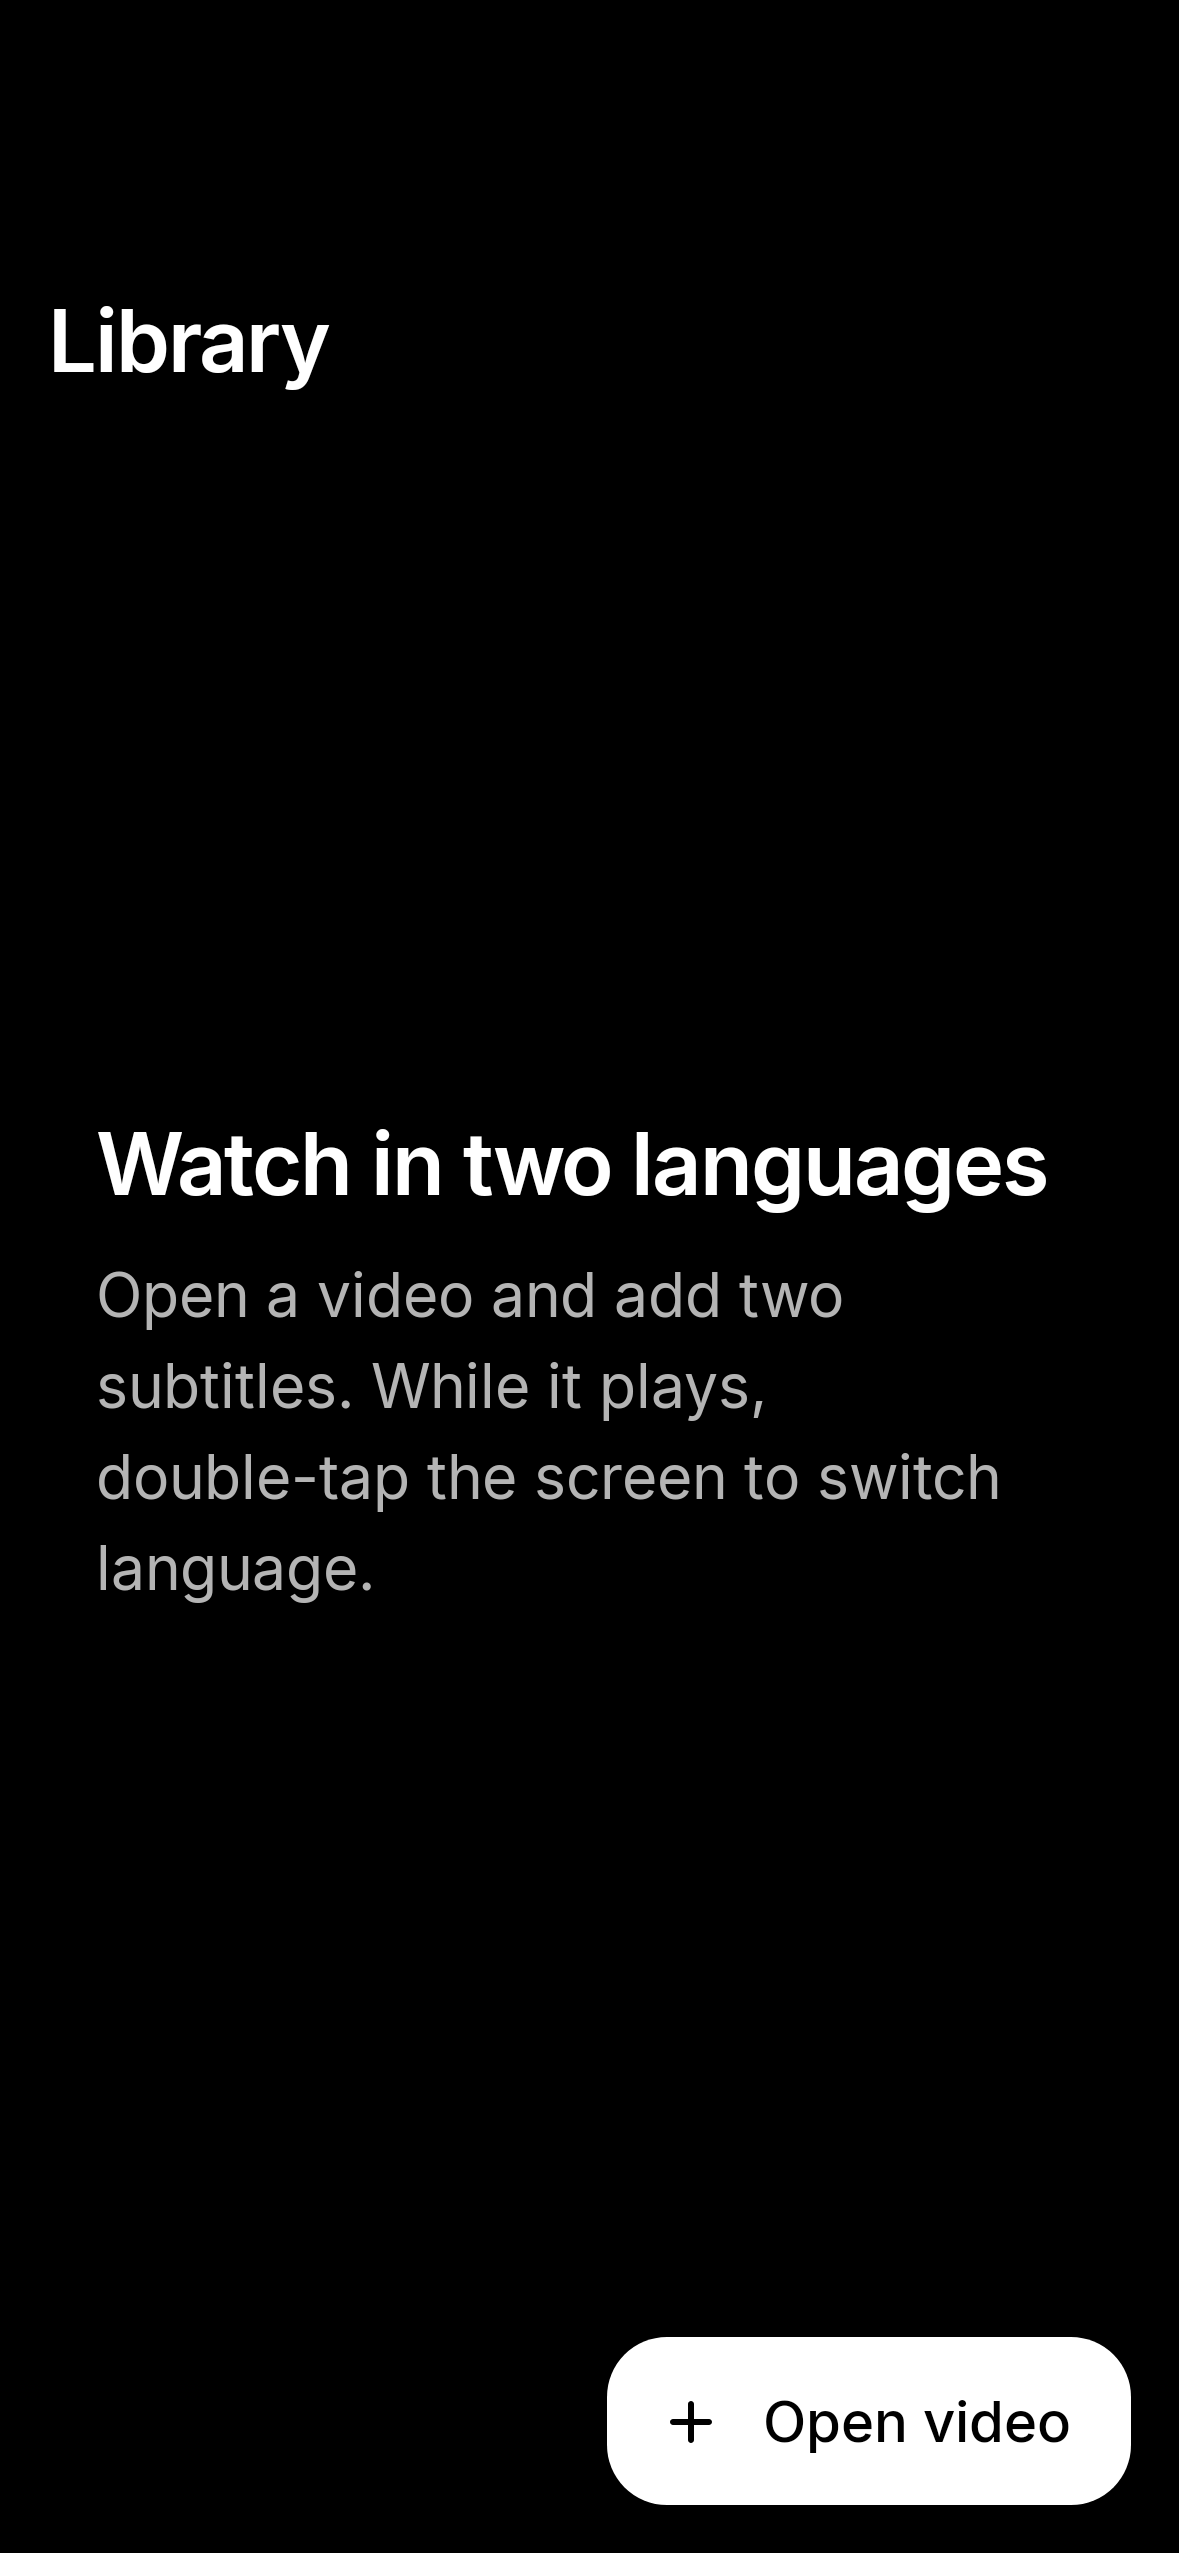 Library
Watch in two languages
Open a video and add two
subtitles. While it plays,
double-tap the screen to switch
language.
Open video